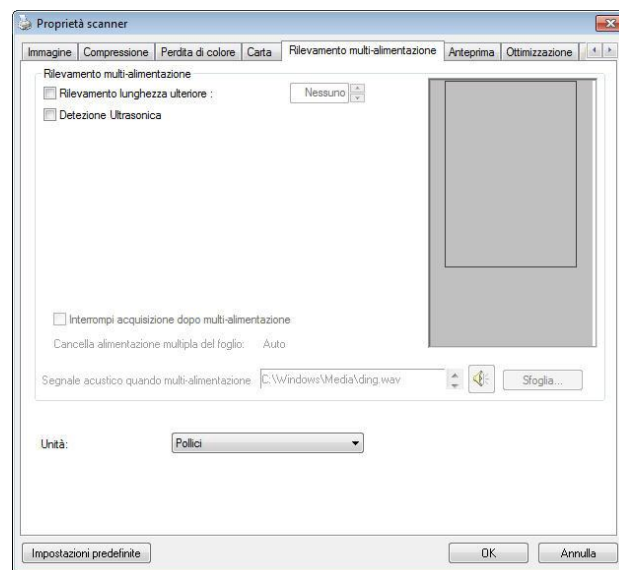 Proprietà scanner
Immagine Compressione Perdita di colore Carta Rilevamento multi-alimentazione Anteprima Ottimizzazione
Rilevamento multi-alimentazione
Rilevamento lunghezza ulteriore : Nessuno
Detezione Ultrasonica
Interrompi acquisizione dopo multi-alimentazione
Cancella alimentazione multipla del foglio: Auto
Segnale acustico quando multi-alimentazione C:\Windows\Media\ding.wav Sfoglia...
Unità: Pollici
Impostazioni predefinite OK Annulla